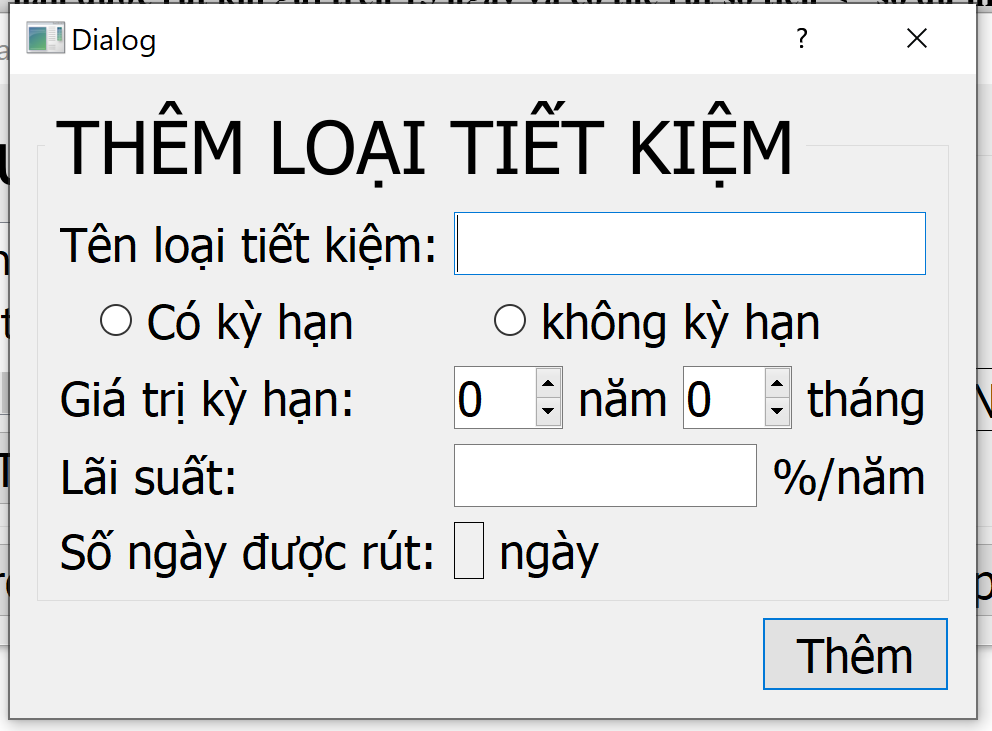 Dialog ?
THÊM LOẠI TIẾT KIỆM
Tên loại tiết kiệm:
Có kỳ hạn không kỳ hạn
Giá trị kỳ hạn: 0 năm 0 tháng
Lãi suất: %/năm
Số ngày được rút: ngày
Thêm